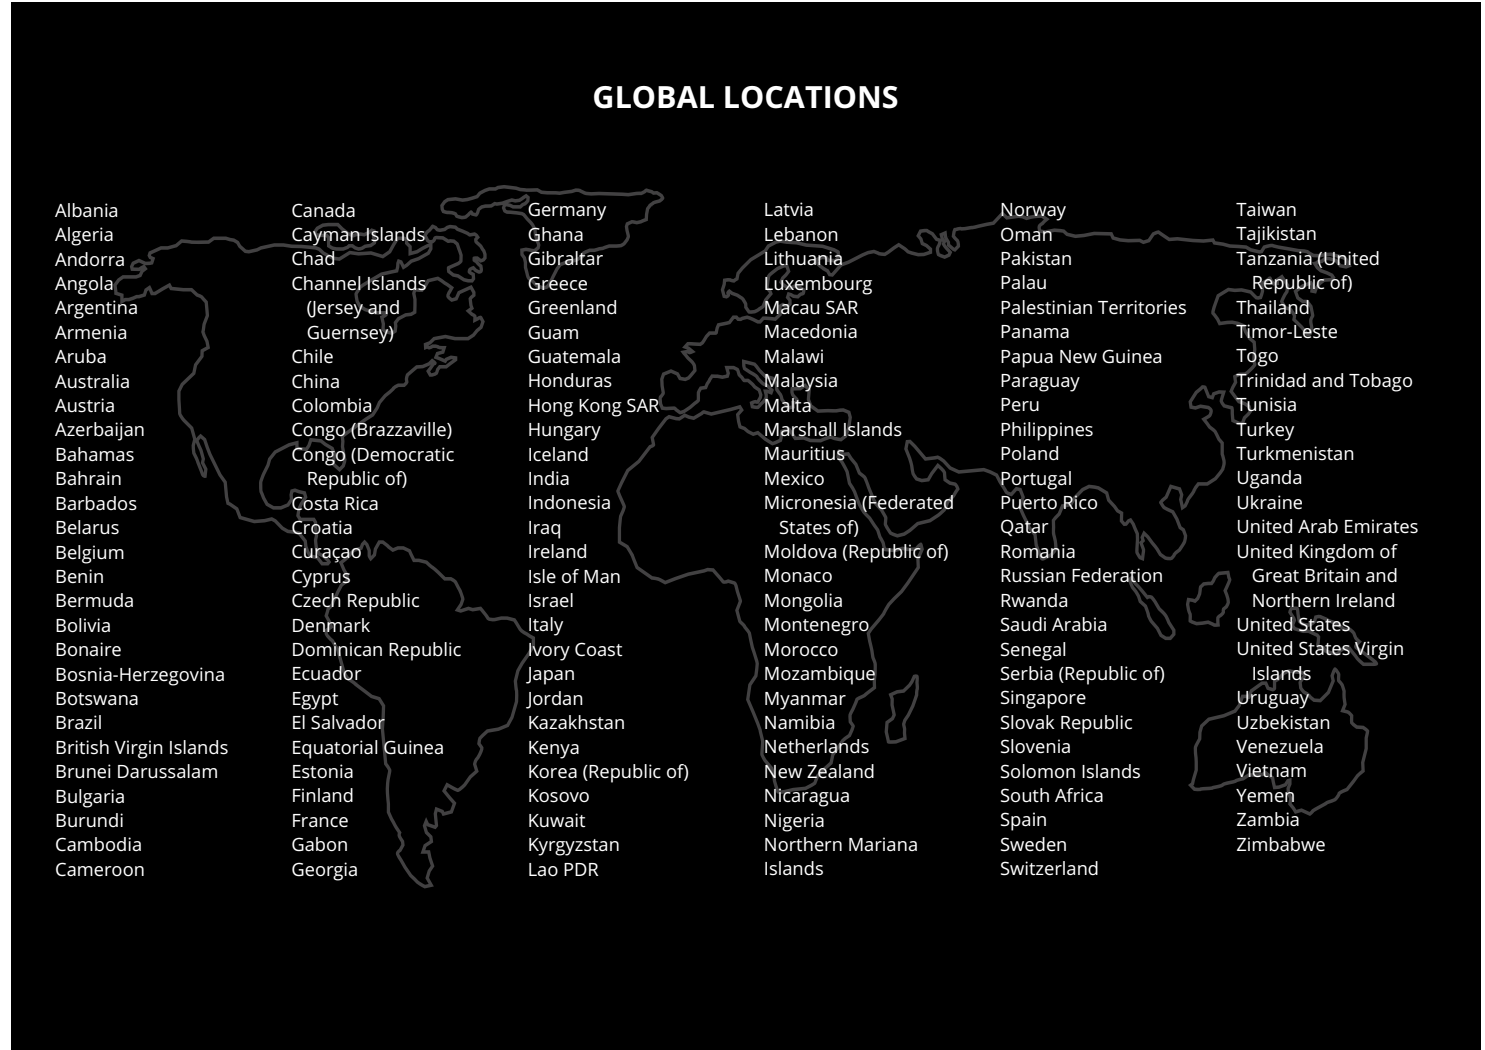 GLOBAL LOCATIONS
Albania
Algeria
Andorra
Angola
Argentina
Armenia
Aruba
Australia
Austria
Azerbaijan
Bahamas
Bahrain
Barbados
Belarus
Belgium
Benin
Bermuda
Bolivia
Bonaire
Bosnia-Herzegovina
Botswana
Brazil
British Virgin Islands
Brunei Darussalam
Bulgaria
Burundi
Cambodia
Cameroon
Canada
Cayman Islands
Chad
Channel Islands
(Jersey and
Guernsey)
Chile
China
Colombia
Congo (Brazzaville)
Congo (Democratic
Republic of)
Costa Rica
Croatia
Curaçao
Cyprus
Czech Republic
Denmark
Dominican Republic
Ecuador
Egypt
El Salvador
Equatorial Guinea
Estonia
Finland
France
Gabon
Georgia
Germany
Ghana
Gibraltar
Greece
Greenland
Guam
Guatemala
Honduras
Hong Kong SAR
Hungary
Iceland
India
Indonesia
Iraq
Ireland
Isle of Man
Israel
Italy
Ivory Coast
Japan
Jordan
Kazakhstan
Kenya
Korea (Republic of)
Kosovo
Kuwait
Kyrgyzstan
Lao PDR
Latvia
Lebanon
Lithuania
Luxembourg
Macau SAR
Macedonia
Malawi
Malaysia
Malta
Marshall Islands
Mauritius
Mexico
Micronesia (Federated
States of)
Moldova (Republic of)
Monaco
Mongolia
Montenegro
Morocco
Mozambique
Myanmar
Namibia
Netherlands
New Zealand
Nicaragua
Nigeria
Northern Mariana
Islands
Norway
Oman
Pakistan
Palau
Palestinian Territories
Panama
Papua New Guinea
Paraguay
Peru
Philippines
Poland
Portugal
Puerto Rico
Qatar
Romania
Russian Federation
Rwanda
Saudi Arabia
Senegal
Serbia (Republic of)
Singapore
Slovak Republic
Slovenia
Solomon Islands
South Africa
Spain
Sweden
Switzerland
Taiwan
Tajikistan
Tanzania (United
Republic of)
Thailand
Timor-Leste
Togo
Trinidad and Tobago
Tunisia
Turkey
Turkmenistan
Uganda
Ukraine
United Arab Emirates
United Kingdom of
Great Britain and
Northern Ireland
United States
United States Virgin
Islands
Uruguay
Uzbekistan
Venezuela
Vietnam
Yemen
Zambia
Zimbabwe